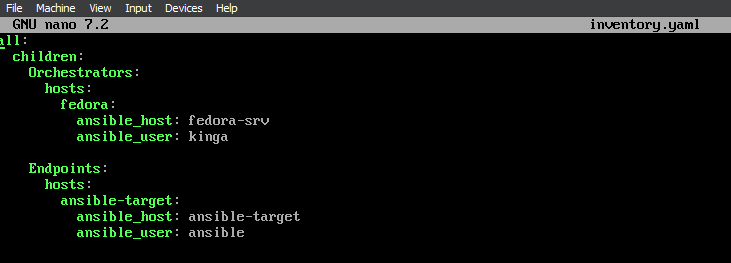 File Machine View Input Devices Help
GNU nano 7.2 inventory.yaml
all:
  children:
    Orchestrators:
      hosts:
        fedora:
          ansible_host: fedora-srv
          ansible_user: kinga

    Endpoints:
      hosts:
        ansible-target:
          ansible_host: ansible-target
          ansible_user: ansible